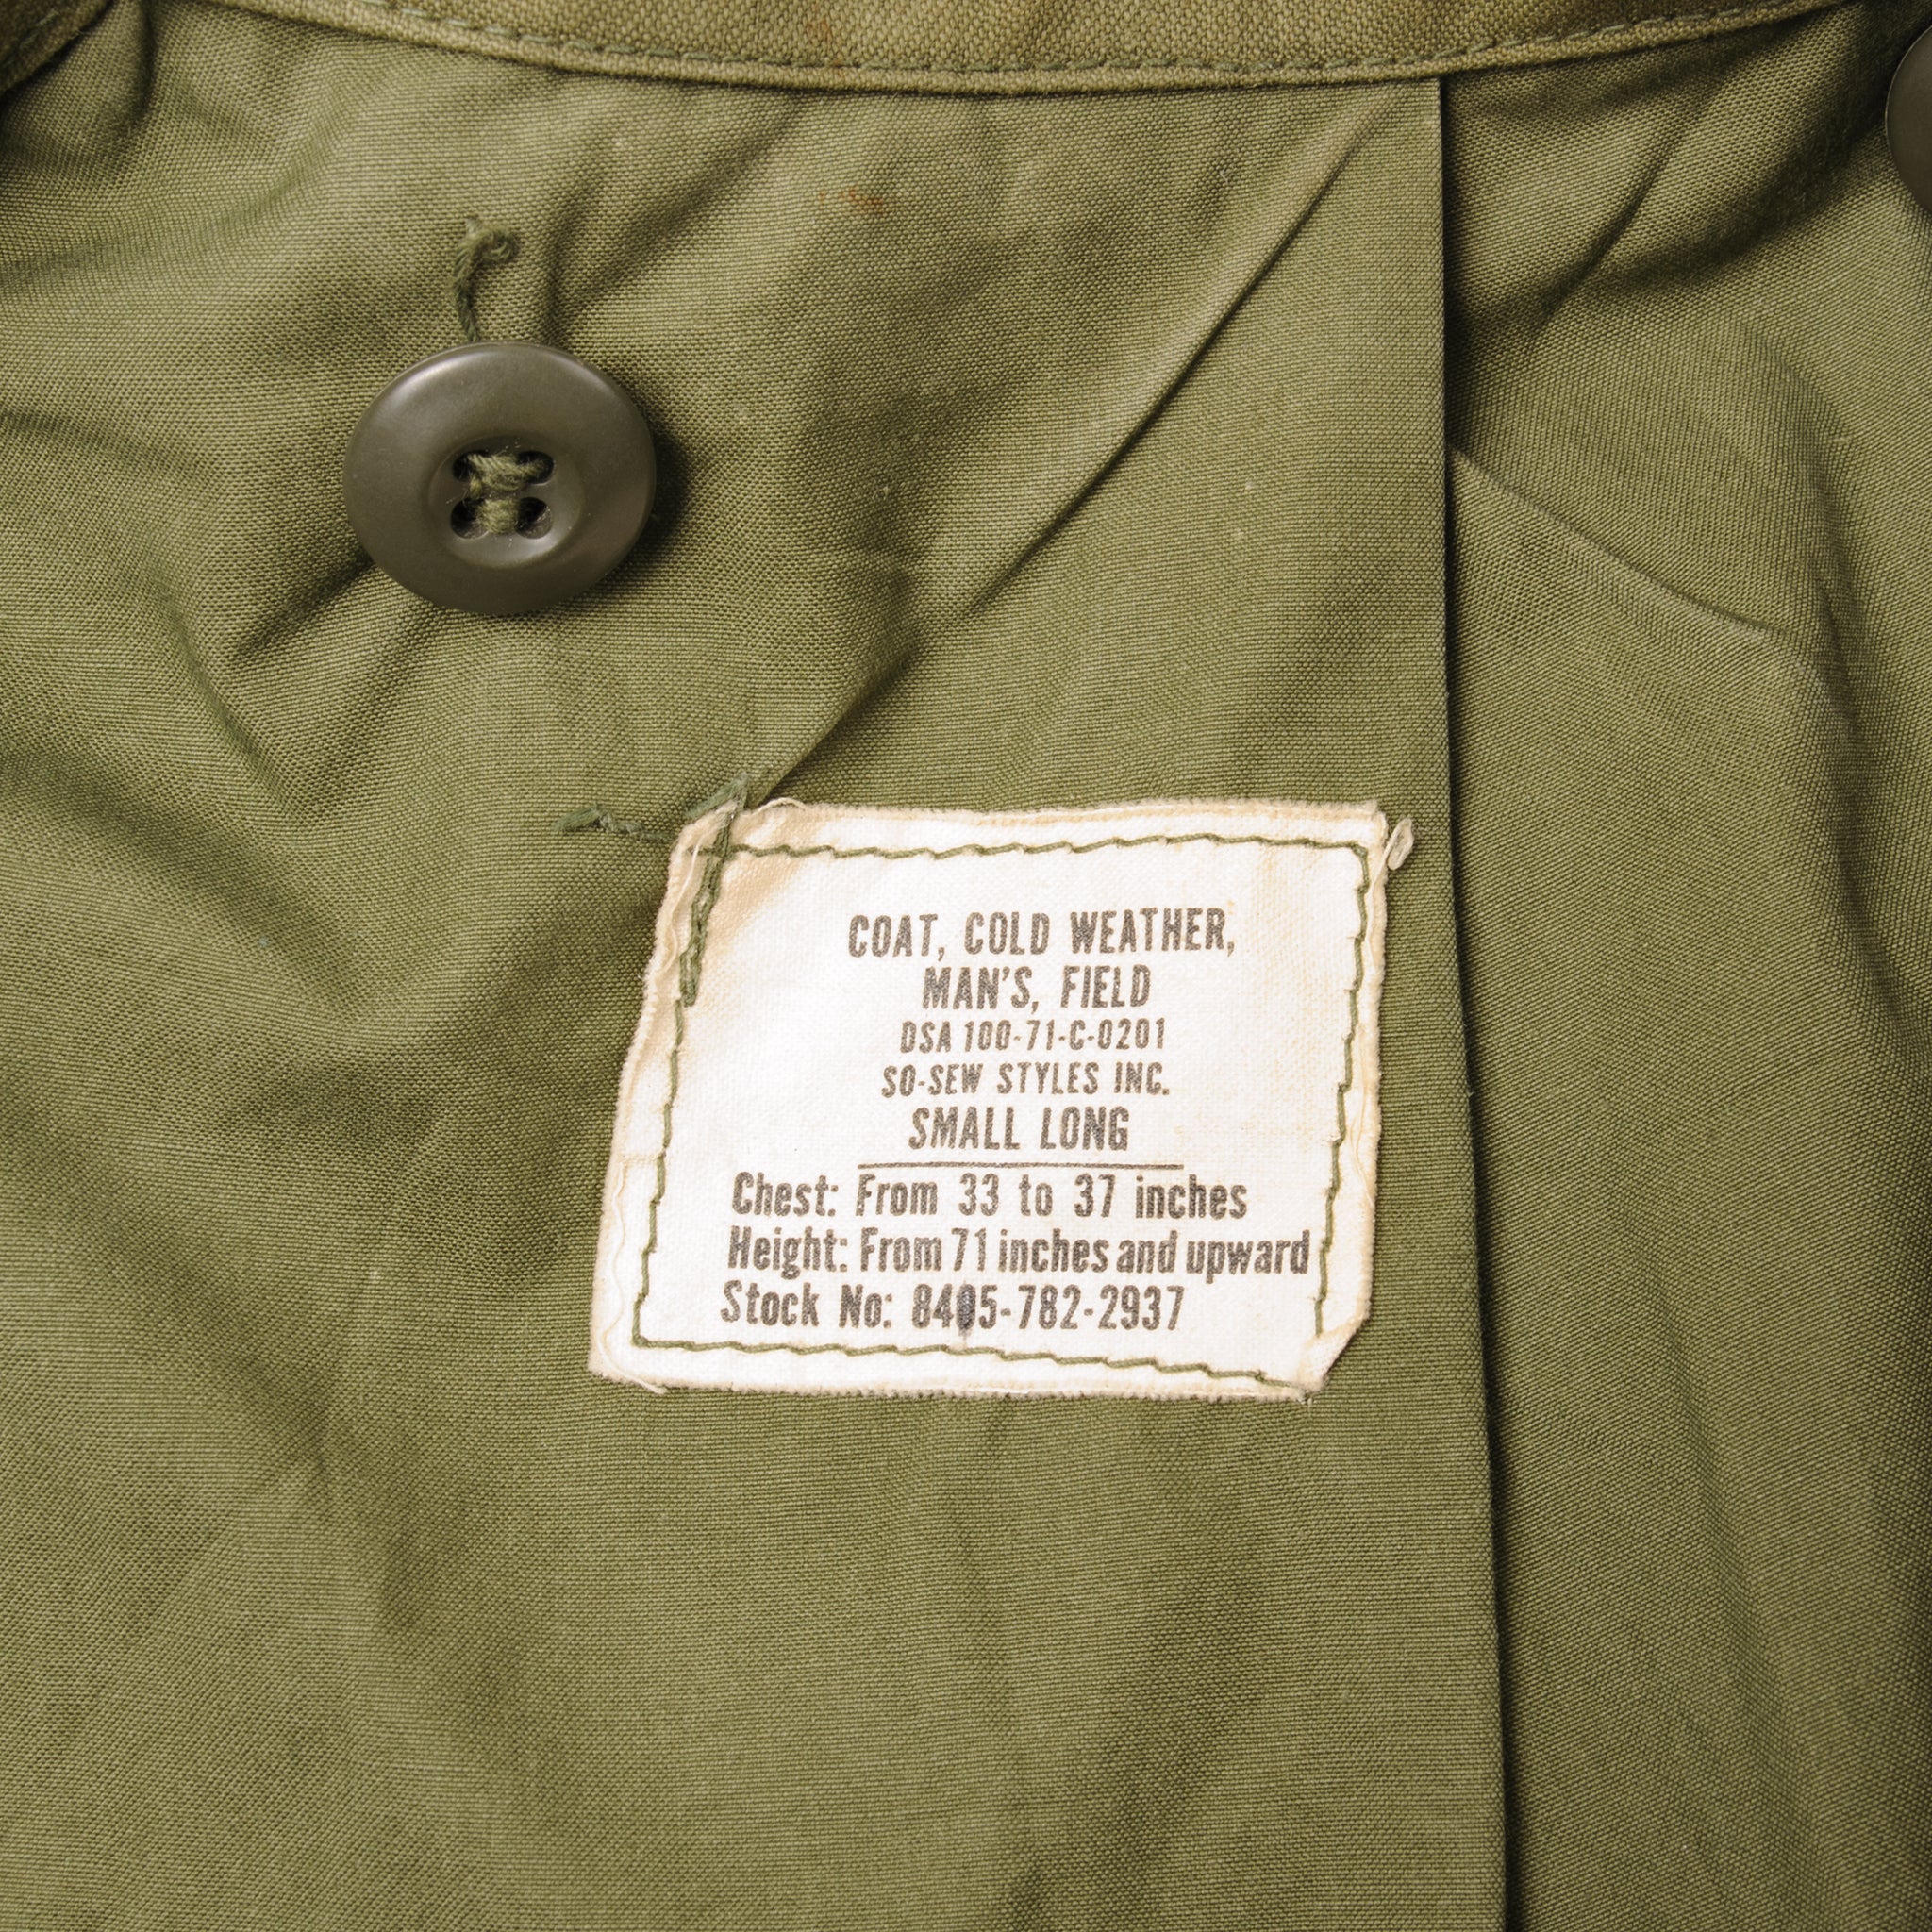 COAT, COLD WEATHER,
MAN'S, FIELD
DSA 100-71-C-0201
SO-SEW STYLES INC.
SMALL LONG
Chest: From 33 to 37 inches
Height: From 71 inches and upward
Stock No: 8405-782-2937